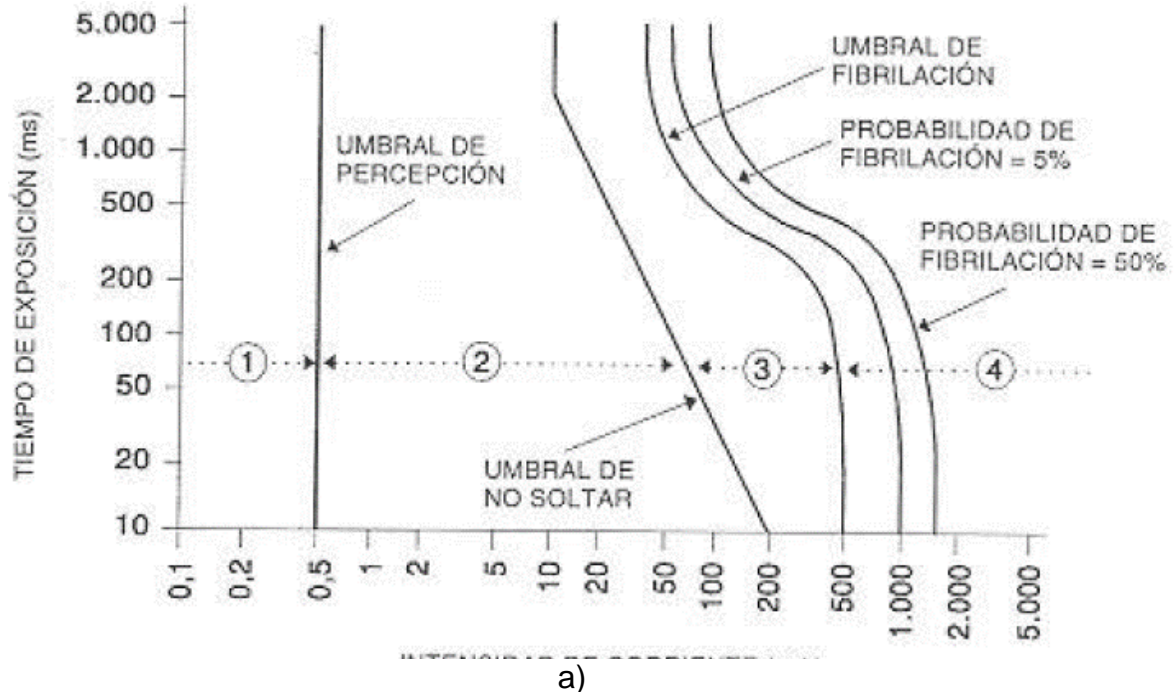 5.000
2.000
1.000
500
200
100
50
20
10
TIEMPO DE EXPOSICIÓN (ms)
UMBRAL DE
PERCEPCIÓN
UMBRAL DE
FIBRILACIÓN
PROBABILIDAD DE
FIBRILACIÓN = 5%
PROBABILIDAD DE
FIBRILACIÓN = 50%
1
2
3
4
UMBRAL DE
NO SOLTAR
0,1
0,2
0,5
1
2
5
10
20
50
100
200
500
1.000
2.000
5.000
INTENSIDAD DE CORRIENTE
a)